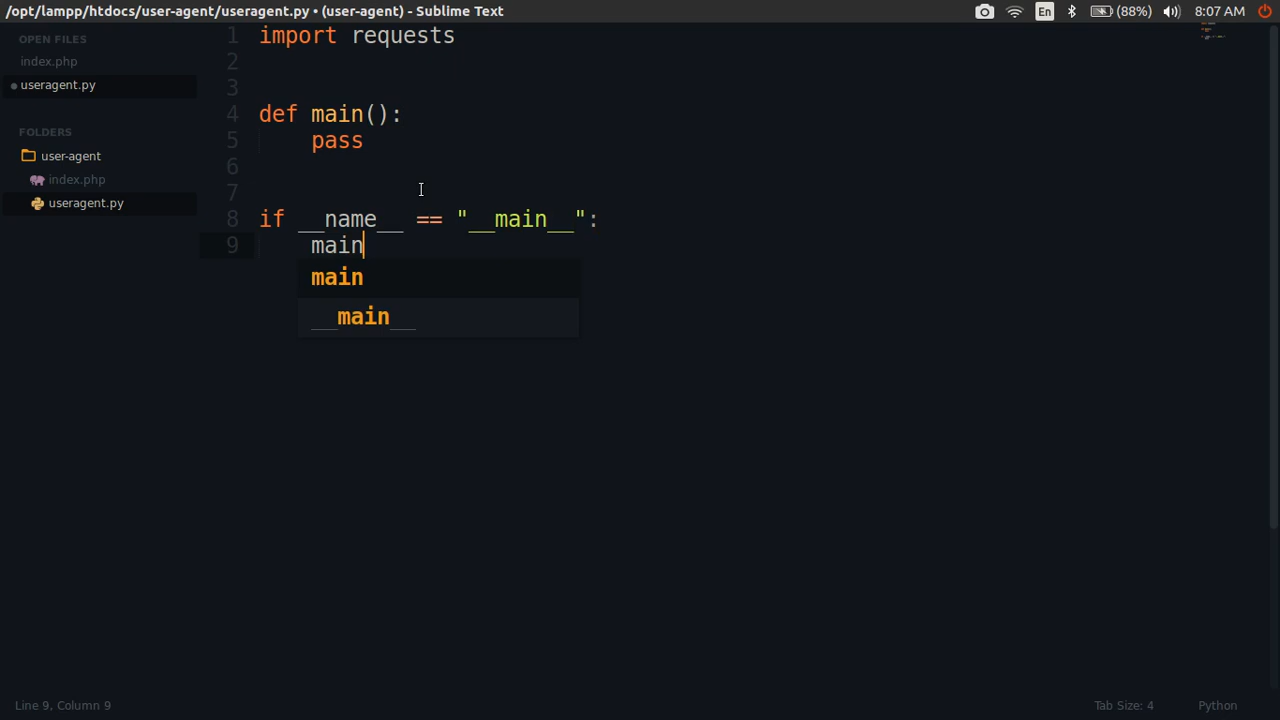 /opt/lampp/htdocs/user-agent/useragent.py • (user-agent) - Sublime Text
En
(88%)
8:07 AM
OPEN FILES
index.php
useragent.py
FOLDERS
user-agent
index.php
useragent.py
1 import requests
2
3
4 def main():
5     pass
6
7
8 if __name__ == "__main__":
9     main
main
__main__
Line 9, Column 9
Tab Size: 4
Python